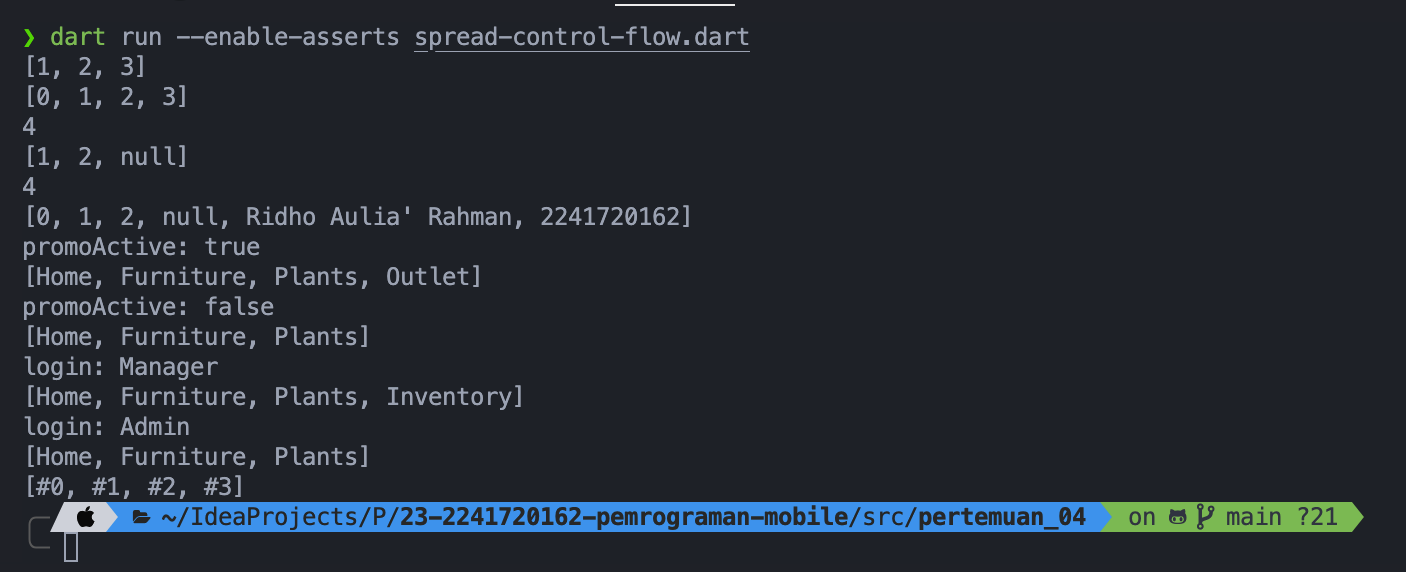 ❯ dart run --enable-asserts spread-control-flow.dart
[1, 2, 3]
[0, 1, 2, 3]
4
[1, 2, null]
4
[0, 1, 2, null, Ridho Aulia' Rahman, 2241720162]
promoActive: true
[Home, Furniture, Plants, Outlet]
promoActive: false
[Home, Furniture, Plants]
login: Manager
[Home, Furniture, Plants, Inventory]
login: Admin
[Home, Furniture, Plants]
[#0, #1, #2, #3]
~/IdeaProjects/P/23-2241720162-pemrograman-mobile/src/pertemuan_04 on main ?21